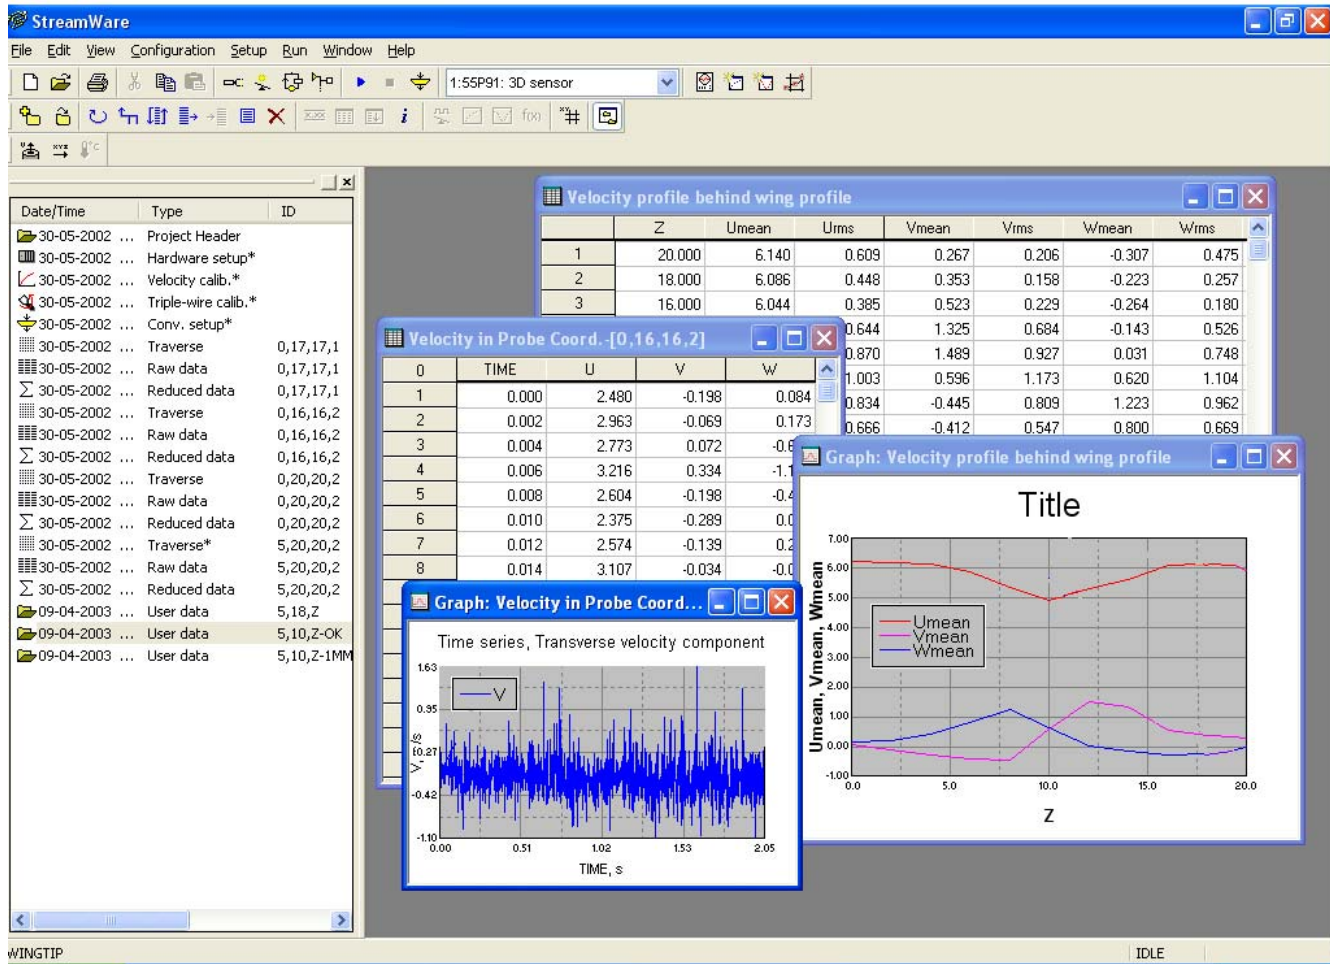 StreamWare
File Edit View Configuration Setup Run Window Help
1:55P91: 3D sensor
Date/Time Type ID
30-05-2002 ... Project Header
30-05-2002 ... Hardware setup*
30-05-2002 ... Velocity calib.*
30-05-2002 ... Triple-wire calib.*
30-05-2002 ... Conv. setup*
30-05-2002 ... Traverse 0,17,17,1
30-05-2002 ... Raw data 0,17,17,1
30-05-2002 ... Reduced data 0,17,17,1
30-05-2002 ... Traverse 0,16,16,2
30-05-2002 ... Raw data 0,16,16,2
30-05-2002 ... Reduced data 0,16,16,2
30-05-2002 ... Traverse 0,20,20,2
30-05-2002 ... Raw data 0,20,20,2
30-05-2002 ... Reduced data 0,20,20,2
30-05-2002 ... Traverse* 5,20,20,2
30-05-2002 ... Raw data 5,20,20,2
30-05-2002 ... Reduced data 5,20,20,2
09-04-2003 ... User data 5,18,Z
09-04-2003 ... User data 5,10,Z-OK
09-04-2003 ... User data 5,10,Z-1MM
Velocity profile behind wing profile
Z Umean Urms Vmean Vrms Wmean Wrms
1 20.000 6.140 0.609 0.267 0.206 -0.307 0.475
2 18.000 6.086 0.448 0.353 0.158 -0.223 0.257
3 16.000 6.044 0.385 0.523 0.229 -0.264 0.180
0.644 1.325 0.684 -0.143 0.526
0.870 1.489 0.927 0.031 0.748
1.003 0.596 1.173 0.620 1.104
0.834 -0.445 0.809 1.223 0.962
0.666 -0.412 0.547 0.800 0.669
Velocity in Probe Coord.-[0,16,16,2]
0 TIME U V W
1 0.000 2.480 -0.198 0.084
2 0.002 2.963 -0.069 0.173
3 0.004 2.773 0.072
4 0.006 3.216 0.334
5 0.008 2.604 -0.198
6 0.010 2.375 -0.289
7 0.012 2.574 -0.139
8 0.014 3.107 -0.034
Graph: Velocity in Probe Coord...
Time series, Transverse velocity component
1.63
0.95
0.27
-0.42
-1.10
V
0.00 0.51 1.02 1.53 2.05
TIME, s
Graph: Velocity profile behind wing profile
Title
Umean, Vmean, Wmean
7.00
6.00
5.00
4.00
3.00
2.00
1.00
0.00
-1.00
Umean
Vmean
Wmean
0.0 5.0 10.0 15.0 20.0
Z
WINGTIP
IDLE